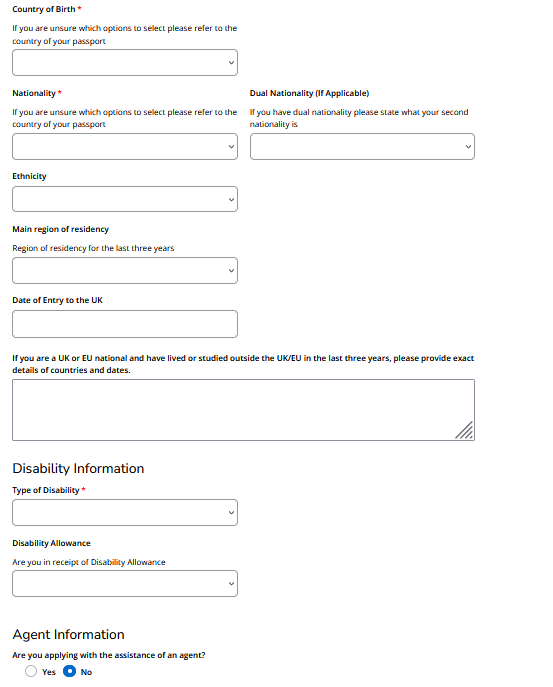 Country of Birth *
If you are unsure which options to select please refer to the
country of your passport
Nationality *
If you are unsure which options to select please refer to the
country of your passport
Dual Nationality (If Applicable)
If you have dual nationality please state what your second
nationality is
Ethnicity
Main region of residency
Region of residency for the last three years
Date of Entry to the UK
If you are a UK or EU national and have lived or studied outside the UK/EU in the last three years, please provide exact
details of countries and dates.
Disability Information
Type of Disability *
Disability Allowance
Are you in receipt of Disability Allowance
Agent Information
Are you applying with the assistance of an agent?
Yes No